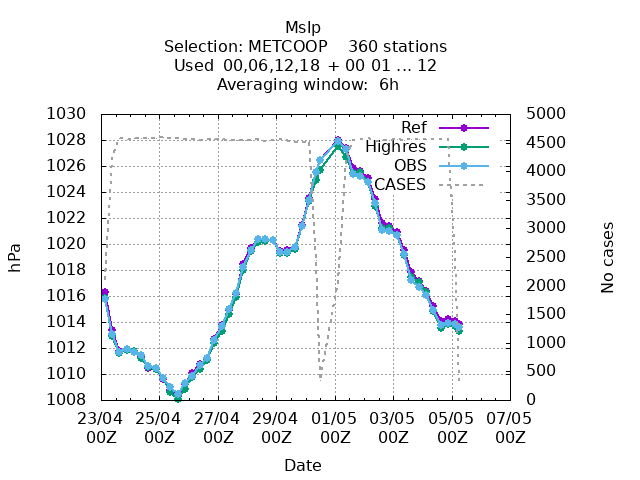 Mslp
Selection: METCOOP    360 stations
Used  00,06,12,18  + 00 01 ... 12
Averaging window:  6h
1030
1028
1026
1024
1022
1020
1018
1016
1014
1012
1010
1008
hPa
5000
4500
4000
3500
3000
2500
2000
1500
1000
500
0
No cases
Ref
Highres
OBS
CASES
23/04 25/04 27/04 29/04 01/05 03/05 05/05 07/05
00Z 00Z 00Z 00Z 00Z 00Z 00Z 00Z
Date